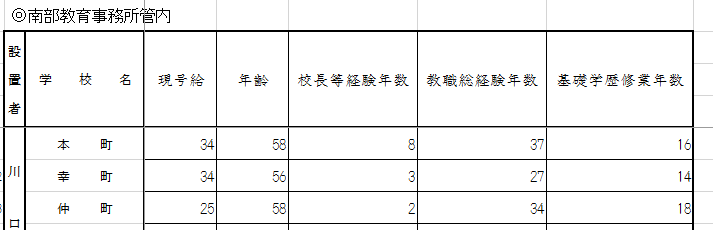 ◎南部教育事務所管内
設置者 学校名 現号給 年齢 校長等経験年数 教職総経験年数 基礎学歴修業年数
川口
本町 34 58 8 37 16
幸町 34 56 3 27 14
仲町 25 58 2 34 18